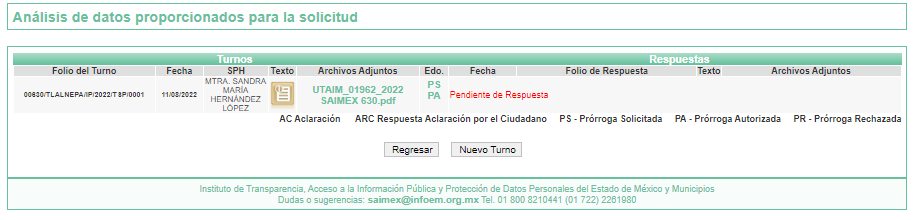 Análisis de datos proporcionados para la solicitud
Turnos Respuestas
Folio del Turno Fecha SPH Texto Archivos Adjuntos Edo. Fecha Folio de Respuesta Texto Archivos Adjuntos
00630/TLALNEPA/IP/2022/TSP/0001 11/08/2022 MTRA. SANDRA MARÍA HERNÁNDEZ LÓPEZ UTAIM_01962_2022 SAIMEX 630.pdf PS PA Pendiente de Respuesta
AC Aclaración ARC Respuesta Aclaración por el Ciudadano PS - Prórroga Solicitada PA - Prórroga Autorizada PR - Prórroga Rechazada
Regresar Nuevo Turno
Instituto de Transparencia, Acceso a la Información Pública y Protección de Datos Personales del Estado de México y Municipios
Dudas o sugerencias: saimex@infoem.org.mx Tel. 01 800 8210441 (01 722) 2261980